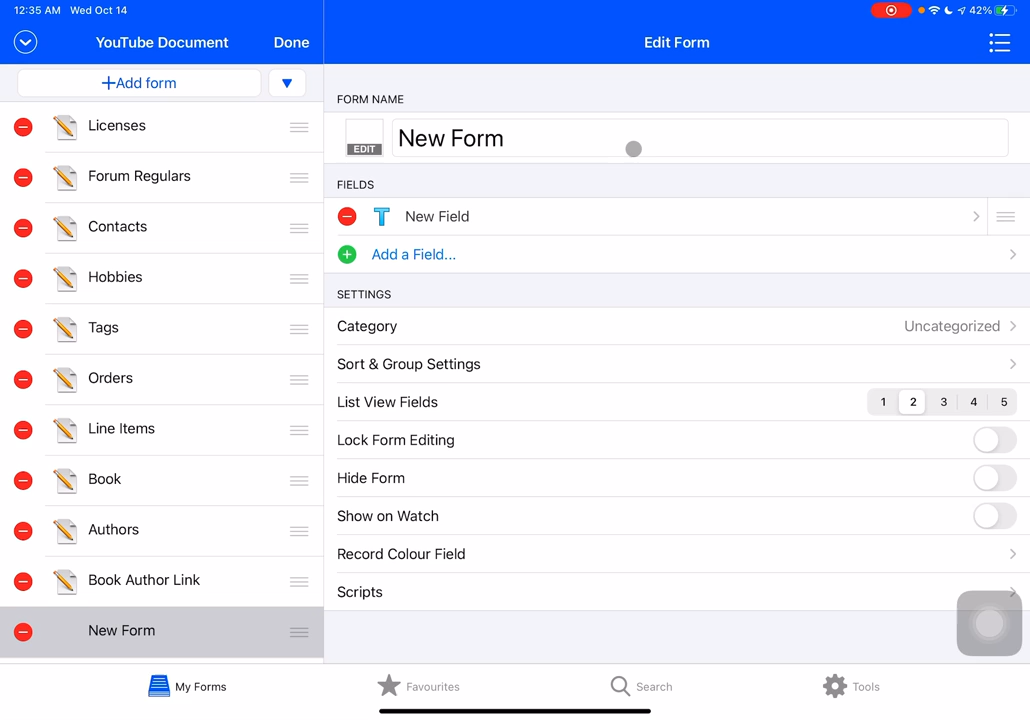 12:35 AM Wed Oct 14
42%
YouTube Document
Done
Edit Form
+Add form
▼
Licenses
Forum Regulars
Contacts
Hobbies
Tags
Orders
Line Items
Book
Authors
Book Author Link
New Form
FORM NAME
EDIT
New Form
FIELDS
T New Field
Add a Field...
SETTINGS
Category Uncategorized
Sort & Group Settings
List View Fields 1 2 3 4 5
Lock Form Editing
Hide Form
Show on Watch
Record Colour Field
Scripts
My Forms Favourites Search Tools